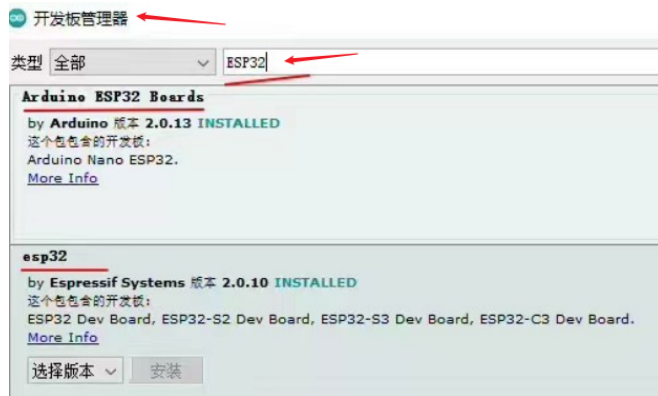 开发板管理器
类型 全部 ESP32
Arduino ESP32 Boards
by Arduino 版本 2.0.13 INSTALLED
这个包包含的开发板:
Arduino Nano ESP32.
More Info
esp32
by Espressif Systems 版本 2.0.10 INSTALLED
这个包包含的开发板:
ESP32 Dev Board, ESP32-S2 Dev Board, ESP32-S3 Dev Board, ESP32-C3 Dev Board.
More Info
选择版本 安装